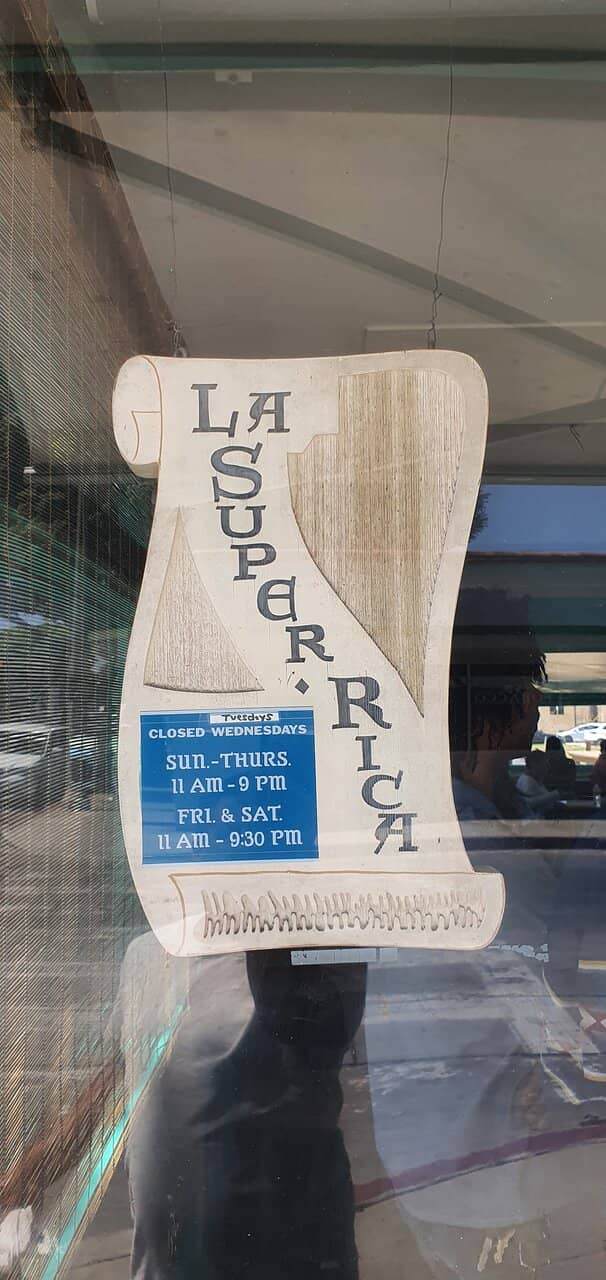 LA
SUPER·RICA
Tuesdays
CLOSED WEDNESDAYS
SUN.-THURS.
11 AM - 9 PM
FRI. & SAT.
11 AM - 9:30 PM